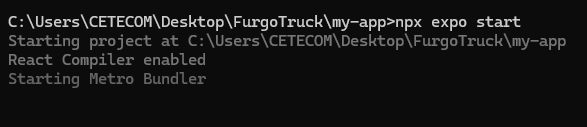 C:\Users\CETECOM\Desktop\FurgoTruck\my-app>npx expo start
Starting project at C:\Users\CETECOM\Desktop\FurgoTruck\my-app
React Compiler enabled
Starting Metro Bundler